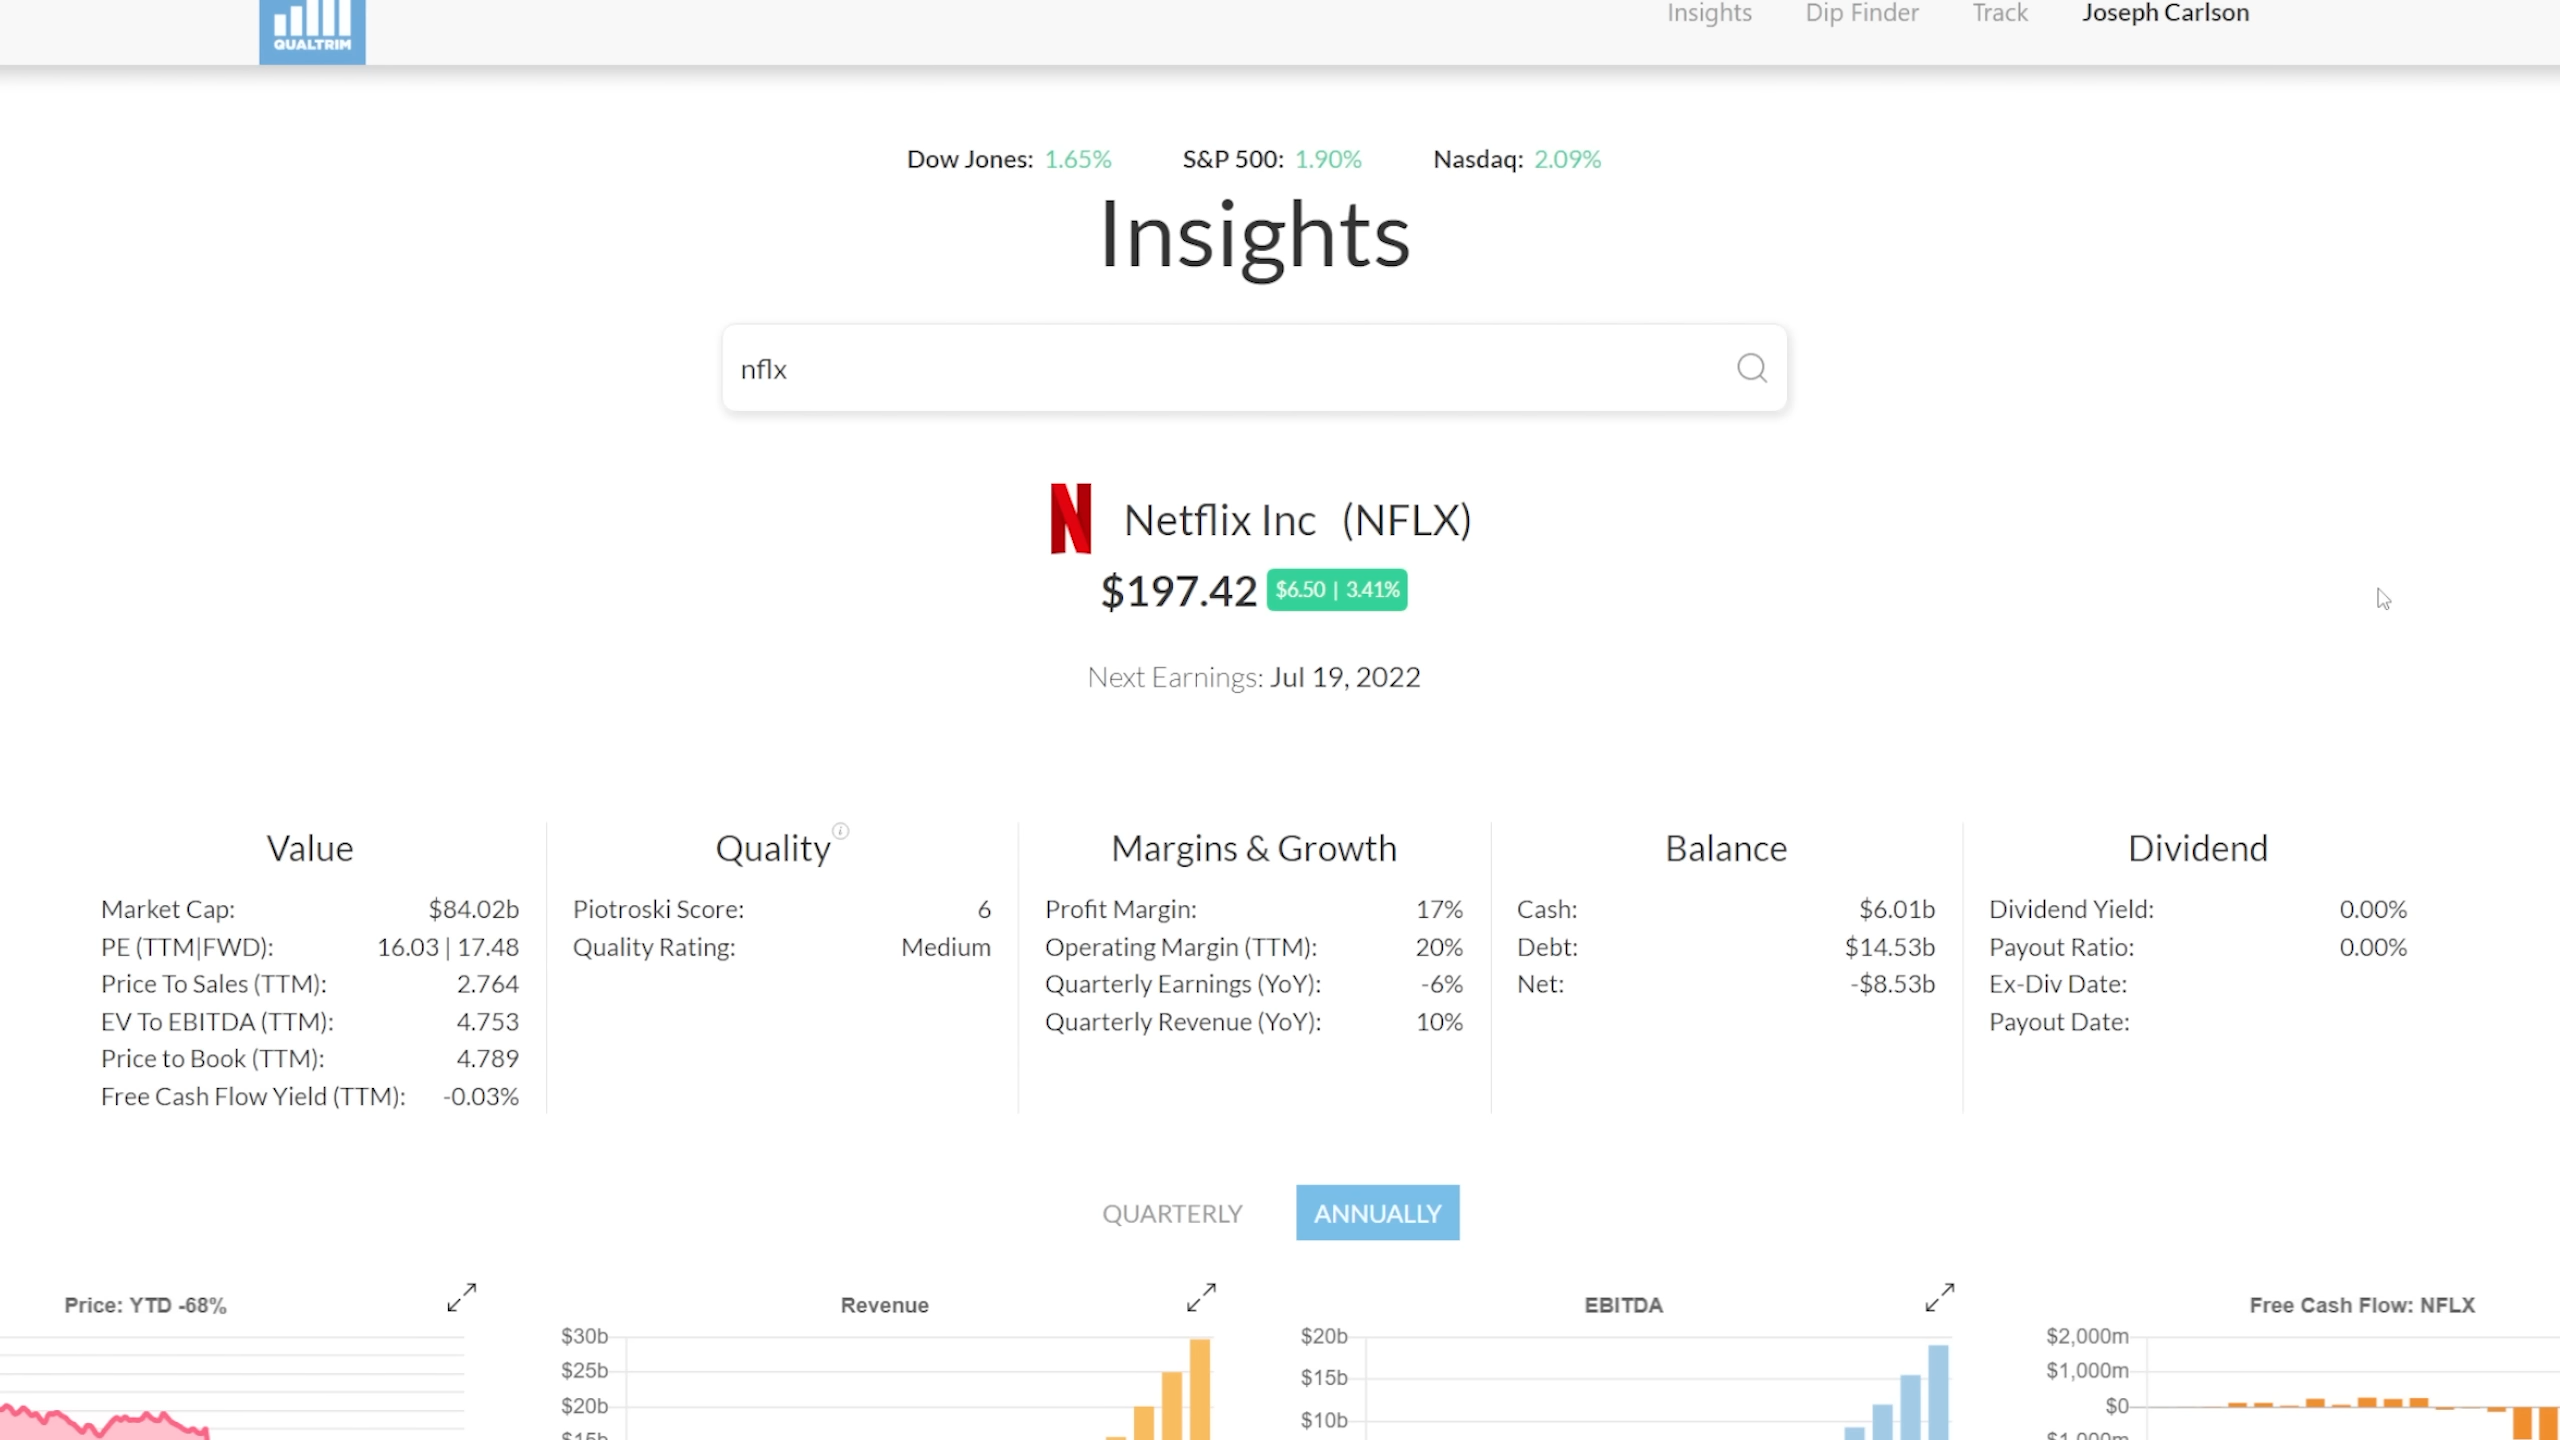 QUALTRIM
Insights Dip Finder Track Joseph Carlson
Dow Jones: 1.65% S&P 500: 1.90% Nasdaq: 2.09%
Insights
nflx
Netflix Inc (NFLX)
$197.42 $6.50 | 3.41%
Next Earnings: Jul 19, 2022
Value
Market Cap: $84.02b
PE (TTM|FWD): 16.03 | 17.48
Price To Sales (TTM): 2.764
EV To EBITDA (TTM): 4.753
Price to Book (TTM): 4.789
Free Cash Flow Yield (TTM): -0.03%
Quality
Piotroski Score: 6
Quality Rating: Medium
Margins & Growth
Profit Margin: 17%
Operating Margin (TTM): 20%
Quarterly Earnings (YoY): -6%
Quarterly Revenue (YoY): 10%
Balance
Cash: $6.01b
Debt: $14.53b
Net: -$8.53b
Dividend
Dividend Yield: 0.00%
Payout Ratio: 0.00%
Ex-Div Date:
Payout Date:
QUARTERLY ANNUALLY
Price: YTD -68%
Revenue
$30b
$25b
$20b
$15b
EBITDA
$20b
$15b
$10b
Free Cash Flow: NFLX
$2,000m
$1,000m
$0